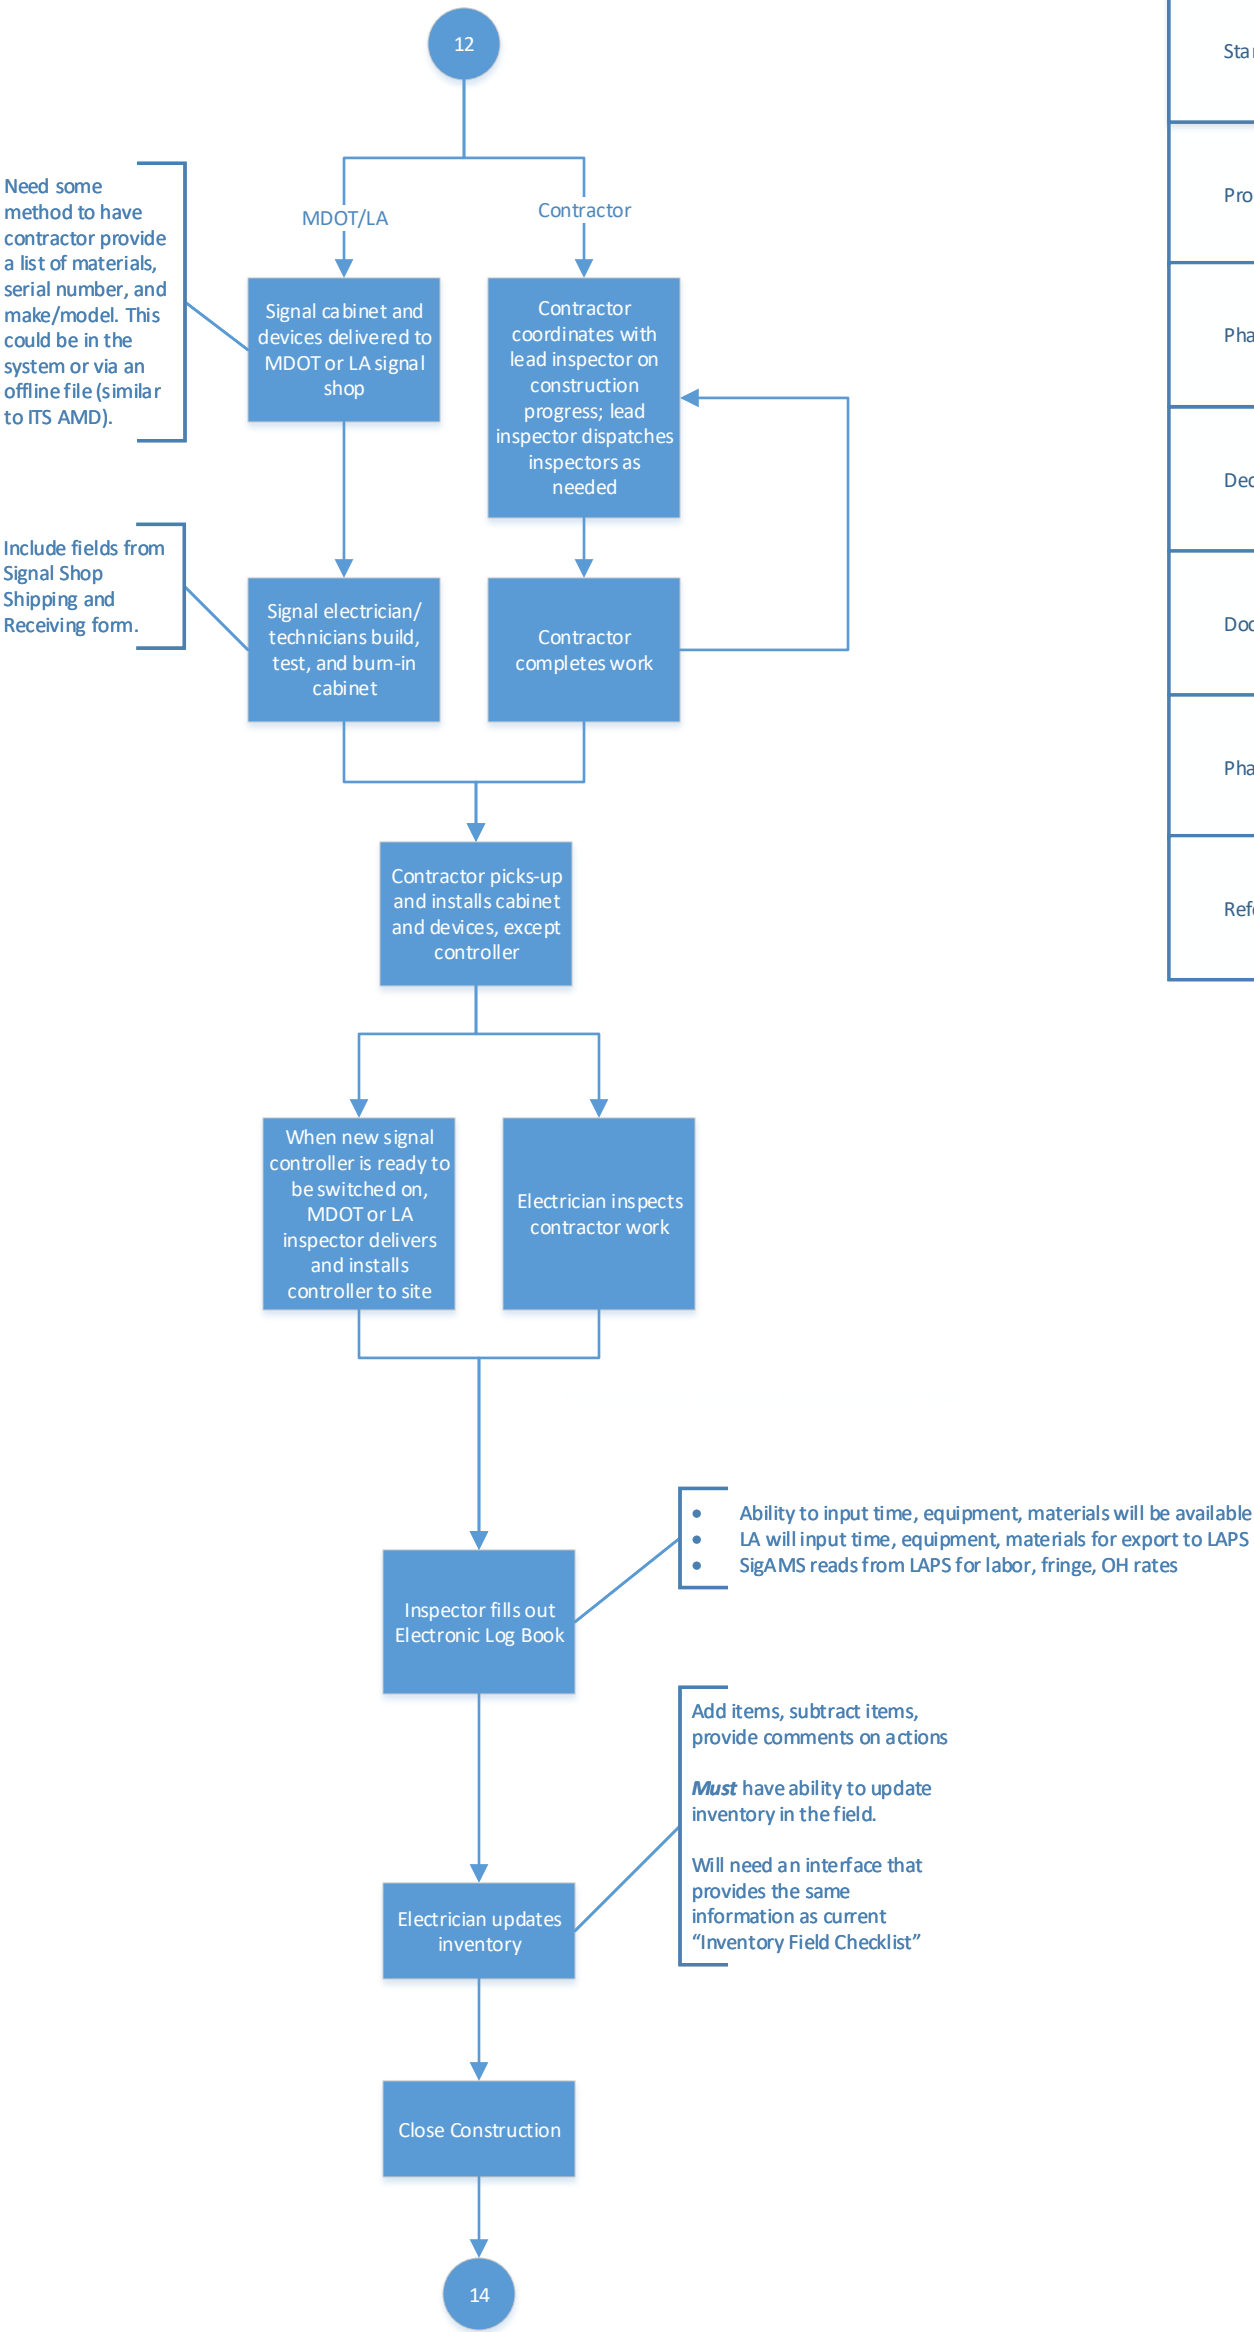 12
MDOT/LA
Contractor
Need some
method to have
contractor provide
a list of materials,
serial number, and
make/model. This
could be in the
system or via an
offline file (similar
to ITS AMD).
Signal cabinet and
devices delivered to
MDOT or LA signal
shop
Contractor
coordinates with
lead inspector on
construction
progress; lead
inspector dispatches
inspectors as
needed
Include fields from
Signal Shop
Shipping and
Receiving form.
Signal electrician/
technicians build,
test, and burn-in
cabinet
Contractor
completes work
Contractor picks-up
and installs cabinet
and devices, except
controller
When new signal
controller is ready to
be switched on,
MDOT or LA
inspector delivers
and installs
controller to site
Electrician inspects
contractor work
Inspector fills out
Electronic Log Book
• Ability to input time, equipment, materials will be available
• LA will input time, equipment, materials for export to LAPS
• SigAMS reads from LAPS for labor, fringe, OH rates
Electrician updates
inventory
Add items, subtract items,
provide comments on actions
Must have ability to update
inventory in the field.
Will need an interface that
provides the same
information as current
“Inventory Field Checklist”
Close Construction
14